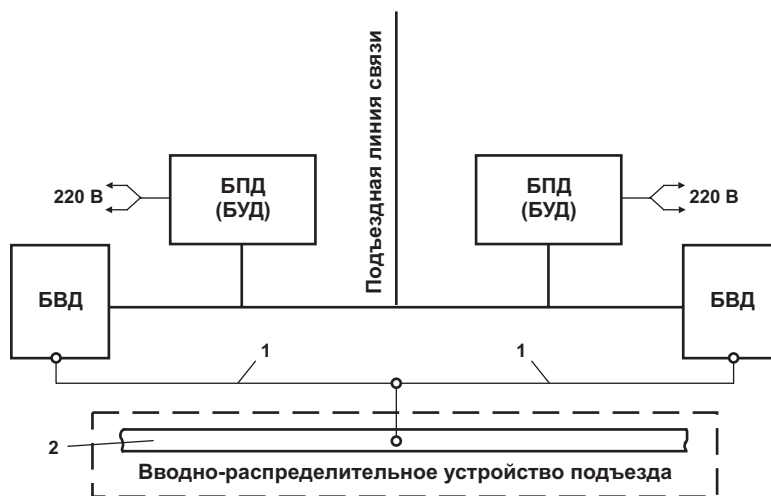 Подъездная линия связи
БПД
(БУД)
220 В
БПД
(БУД)
220 В
БВД
БВД
1
1
2
Вводно-распределительное устройство подъезда